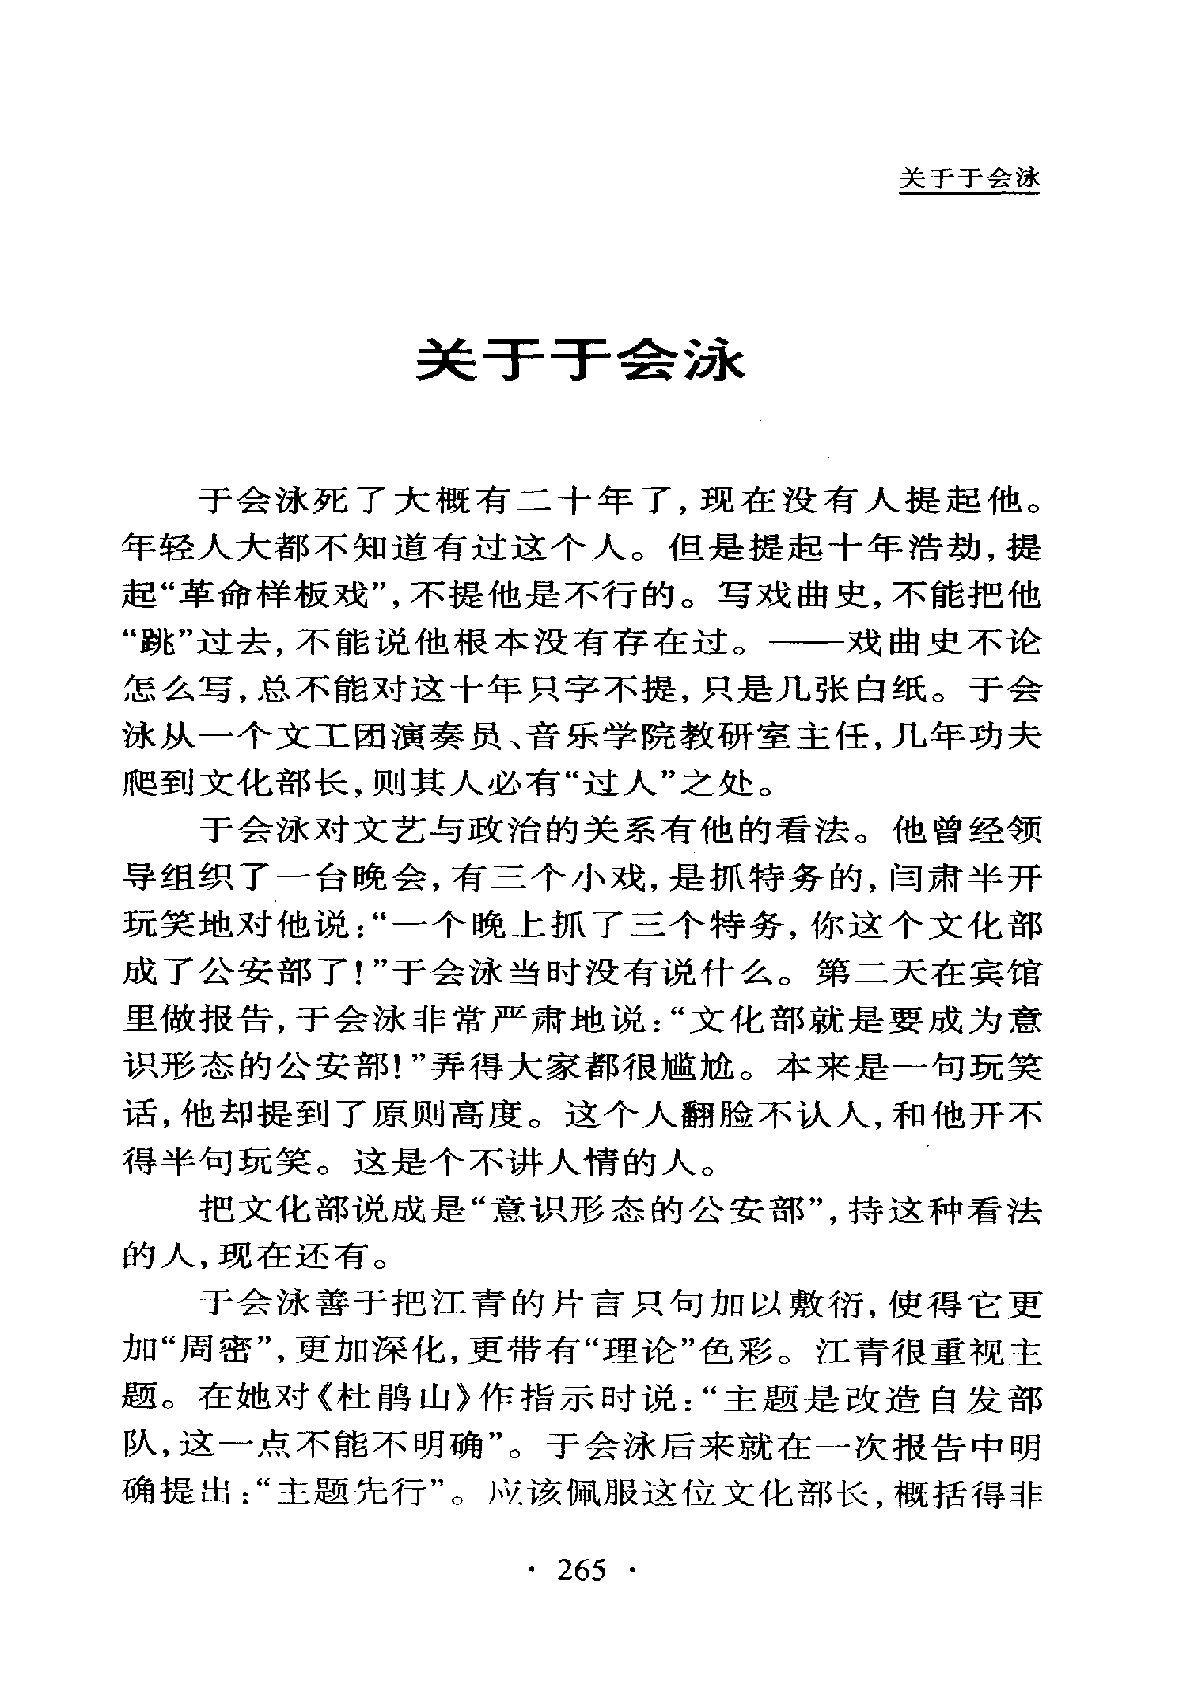 关于于会泳
关于于会泳
于会泳死了大概有二十年了,现在没有人提起他。
年轻人大都不知道有过这个人。但是提起十年浩劫,提
起“革命样板戏”,不提他是不行的。写戏曲史,不能把他
“跳”过去,不能说他根本没有存在过。——戏曲史不论
怎么写,总不能对这十年只字不提,只是几张白纸。于会
泳从一个文工团演奏员、音乐学院教研室主任,几年功夫
爬到文化部长,则其人必有“过人”之处。
于会泳对文艺与政治的关系有他的看法。他曾经领
导组织了一台晚会,有三个小戏,是抓特务的,闫肃半开
玩笑地对他说:“一个晚上抓了三个特务,你这个文化部
成了公安部了!”于会泳当时没有说什么。第二天在宾馆
里做报告,于会泳非常严肃地说:“文化部就是要成为意
识形态的公安部!”弄得大家都很尴尬。本来是一句玩笑
话,他却提到了原则高度。这个人翻脸不认人,和他开不
得半句玩笑。这是个不讲人情的人。
把文化部说成是“意识形态的公安部”,持这种看法
的人,现在还有。
于会泳善于把江青的片言只句加以敷衍,使得它更
加“周密”,更加深化,更带有“理论”色彩。江青很重视主
题。在她对《杜鹃山》作指示时说:“主题是改造自发部
队,这一点不能不明确”。于会泳后来就在一次报告中明
确提出:“主题先行”。应该佩服这位文化部长,概括得非
· 265 ·